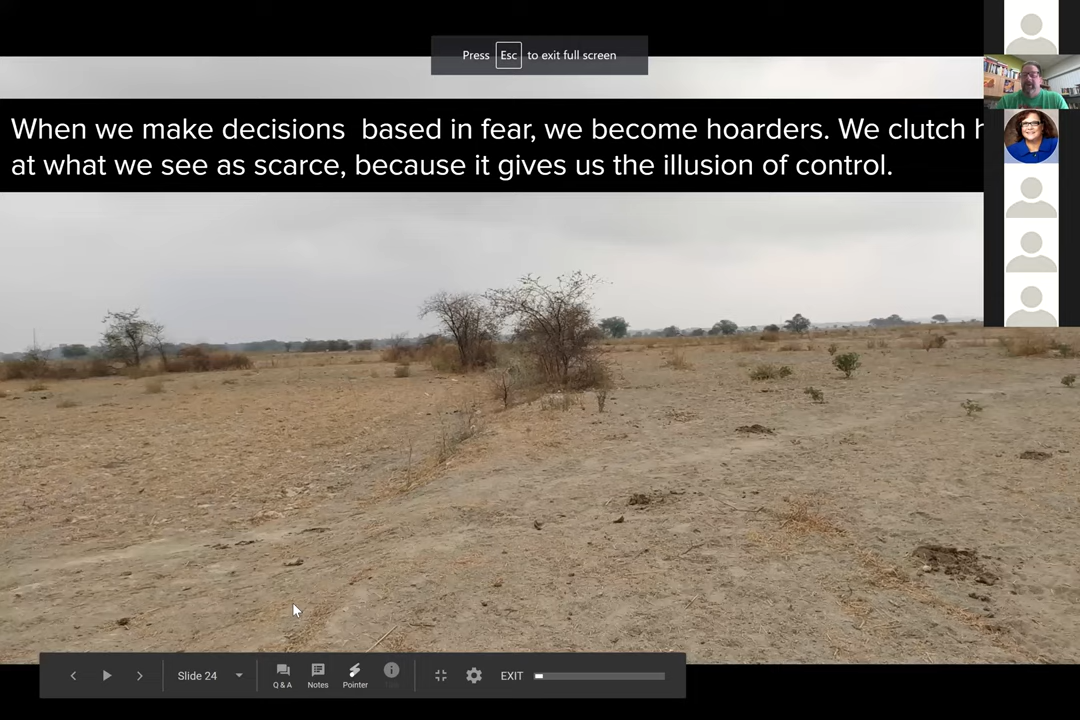 Press Esc to exit full screen
When we make decisions  based in fear, we become hoarders. We clutch
at what we see as scarce, because it gives us the illusion of control.
Slide 24
Q & A
Notes
Pointer
EXIT